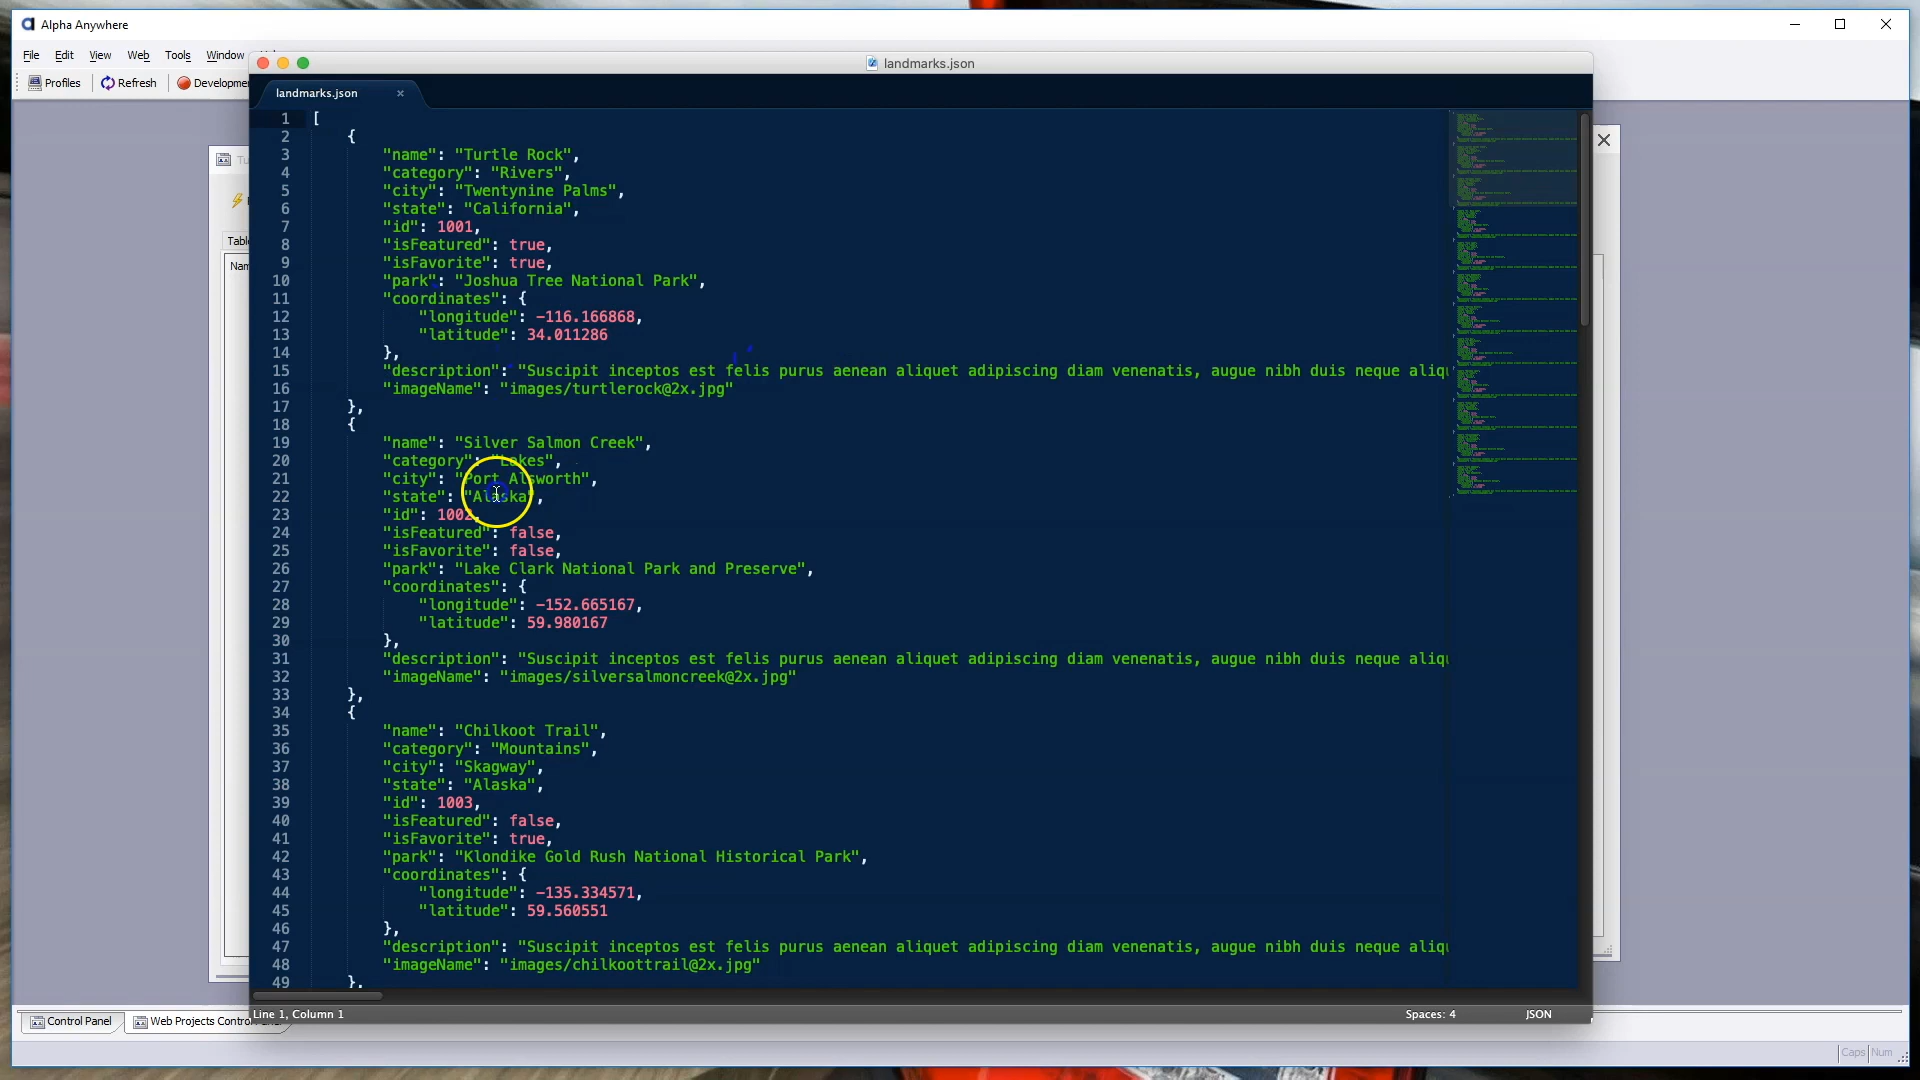 Alpha Anywhere
File Edit View Web Tools Window
landmarks.json
Profiles Refresh
landmarks.json ×
1 [
2 {
3 "name": "Turtle Rock",
4 "category": "Rivers",
5 "city": "Twentynine Palms",
6 "state": "California",
7 "id": 1001,
8 "isFeatured": true,
9 "isFavorite": true,
10 "park": "Joshua Tree National Park",
11 "coordinates": {
12 "longitude": -116.166868,
13 "latitude": 34.011286
14 },
15 "description": "Suscipit inceptos est felis purus aenean aliquet adipiscing diam venenatis, augue nibh duis neque
16 "imageName": "images/turtlerock@2x.jpg"
17 },
18 {
19 "name": "Silver Salmon Creek",
20 "category": "Lakes",
21 "city": "Port Alsworth",
22 "state": "Alaska",
23 "id": 1002,
24 "isFeatured": false,
25 "isFavorite": false,
26 "park": "Lake Clark National Park and Preserve",
27 "coordinates": {
28 "longitude": -152.665167,
29 "latitude": 59.980167
30 },
31 "description": "Suscipit inceptos est felis purus aenean aliquet adipiscing diam venenatis, augue nibh duis neque
32 "imageName": "images/silversalmoncreek@2x.jpg"
33 },
34 {
35 "name": "Chilkoot Trail",
36 "category": "Mountains",
37 "city": "Skagway",
38 "state": "Alaska",
39 "id": 1003,
40 "isFeatured": false,
41 "isFavorite": true,
42 "park": "Klondike Gold Rush National Historical Park",
43 "coordinates": {
44 "longitude": -135.334571,
45 "latitude": 59.560551
46 },
47 "description": "Suscipit inceptos est felis purus aenean aliquet adipiscing diam venenatis, augue nibh duis neque
48 "imageName": "images/chilkoottrail@2x.jpg"
49 },
Line 1, Column 1 Spaces: 4 JSON
Control Panel Web Projects
Caps Num